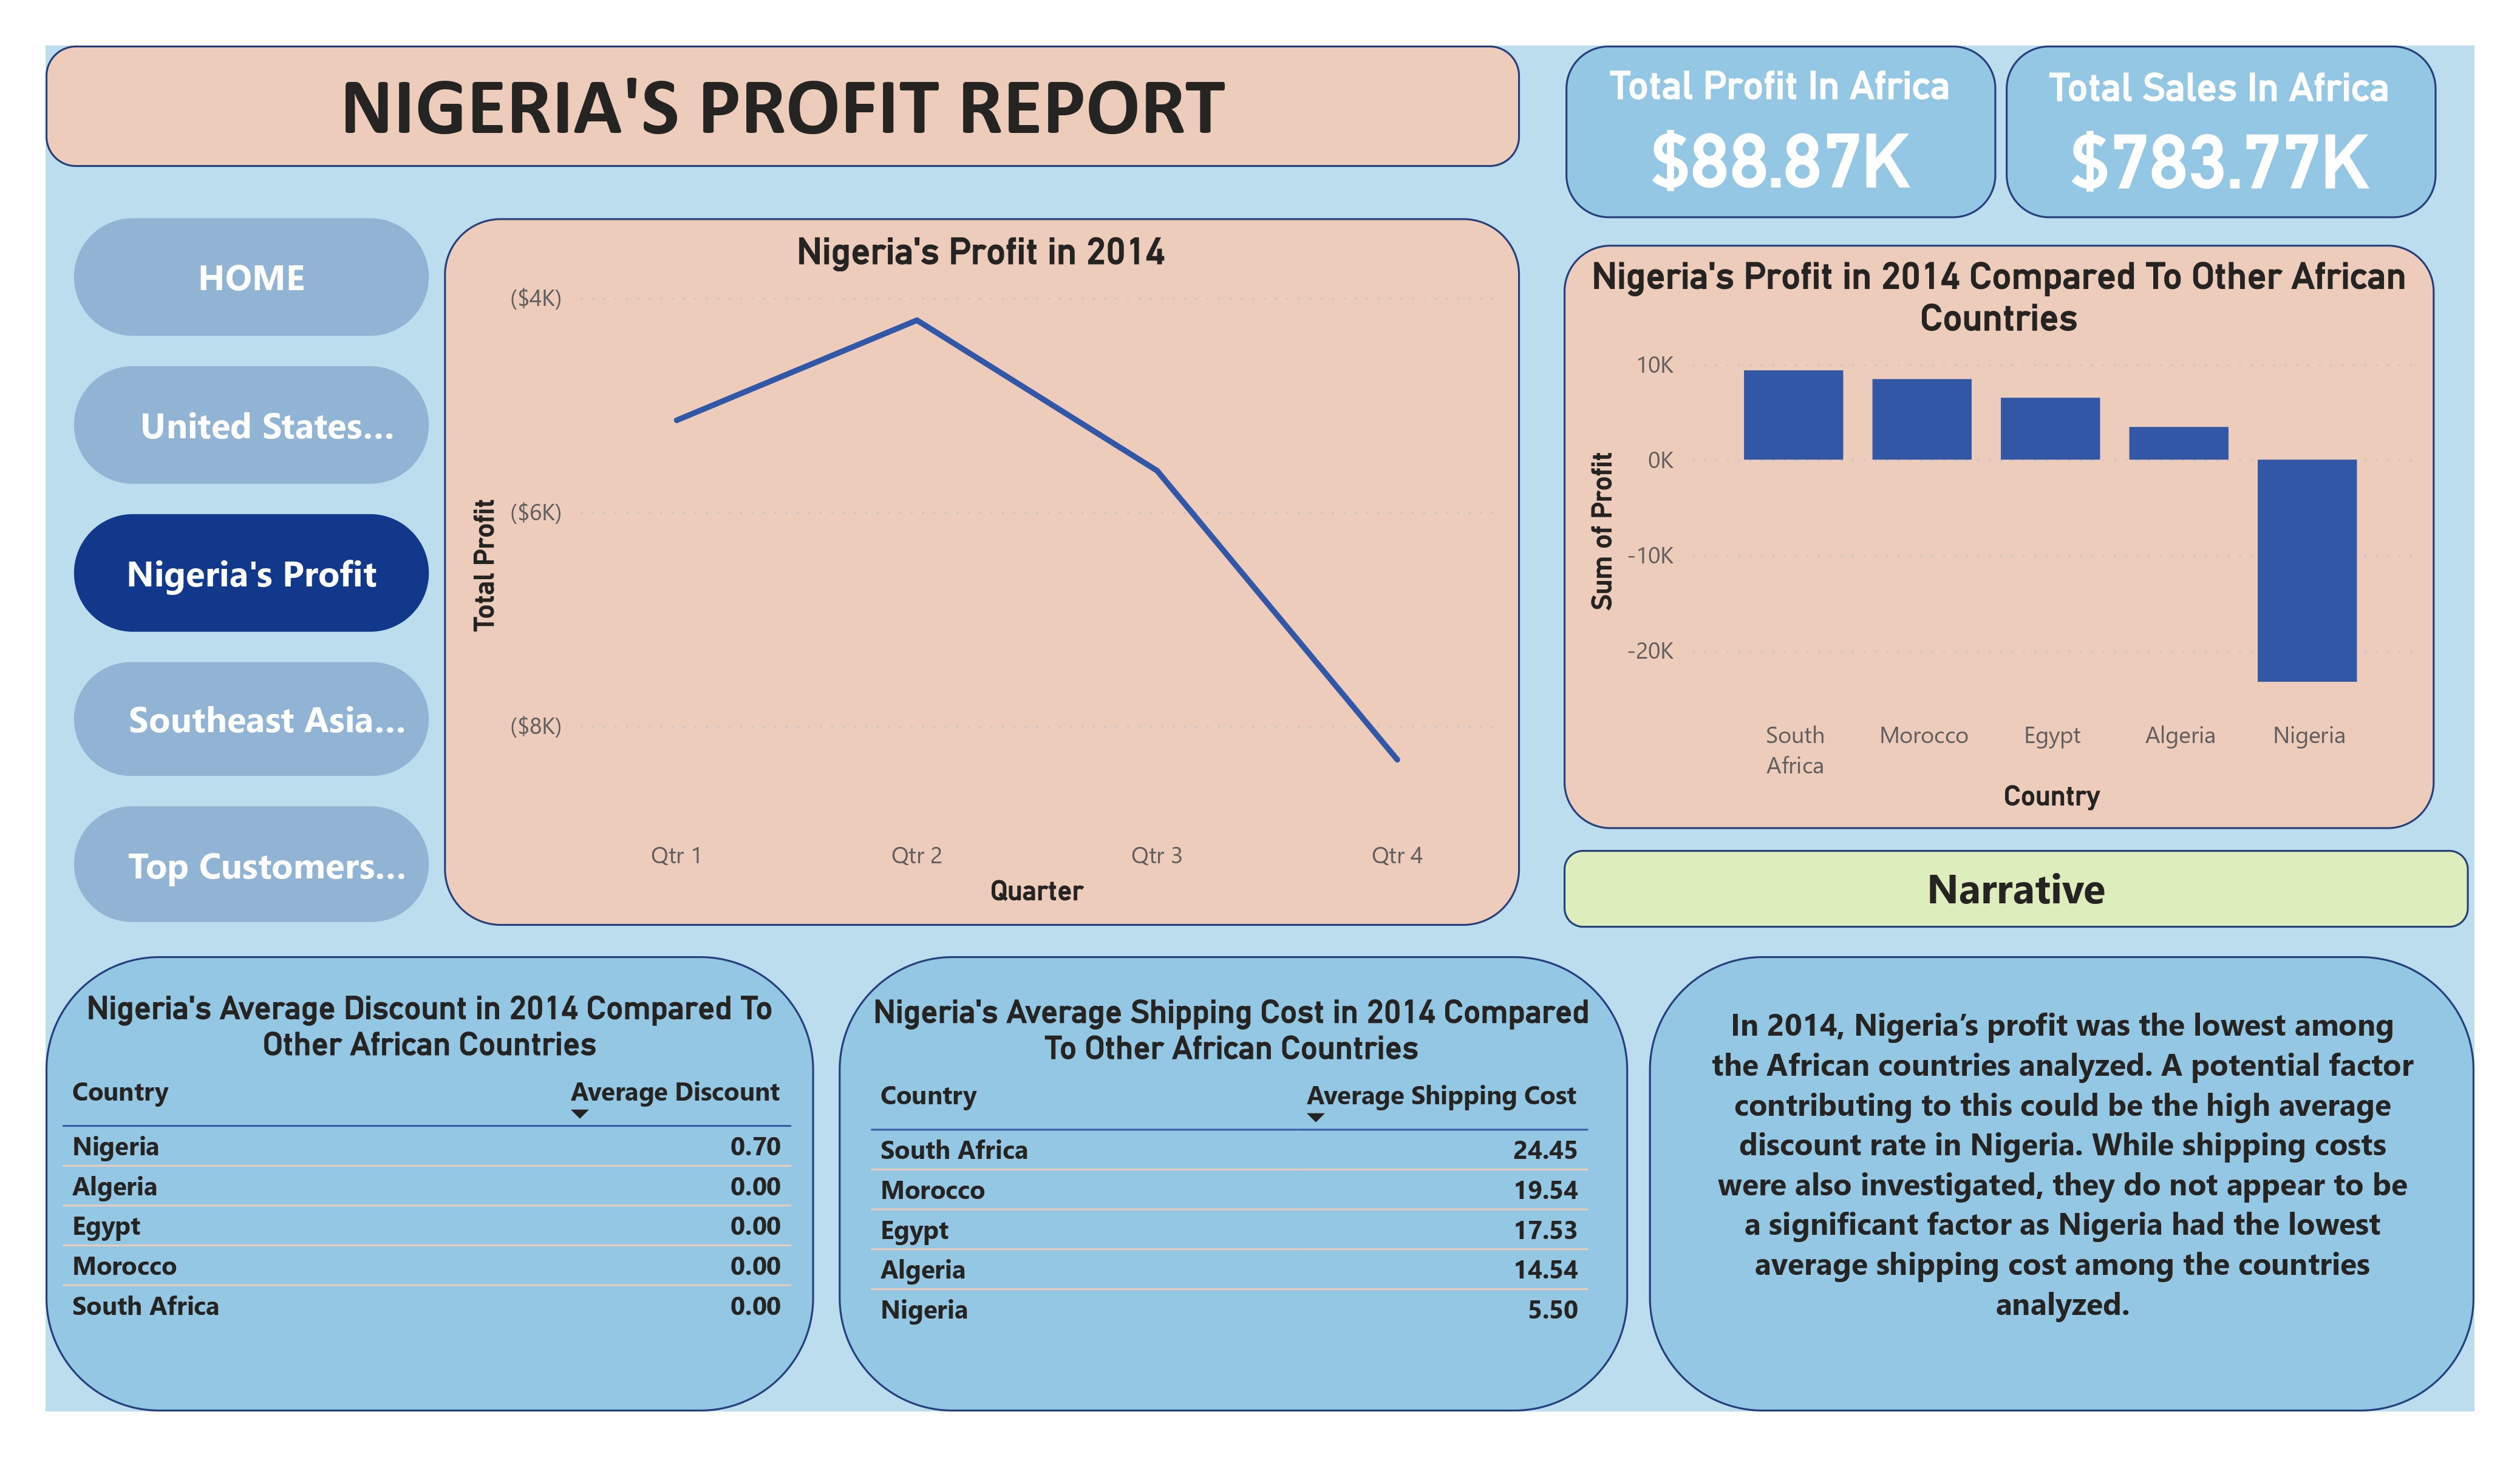 NIGERIA'S PROFIT REPORT
Total Profit In Africa
$88.87K
Total Sales In Africa
$783.77K
HOME
United States...
Nigeria's Profit
Southeast Asia...
Top Customers...
Nigeria's Profit in 2014
Total Profit
($4K)
($6K)
($8K)
Qtr 1
Qtr 2
Qtr 3
Qtr 4
Quarter
Nigeria's Profit in 2014 Compared To Other African
Countries
Sum of Profit
10K
0K
-10K
-20K
South
Africa
Morocco
Egypt
Algeria
Nigeria
Country
Narrative
Nigeria's Average Discount in 2014 Compared To
Other African Countries
Country Average Discount
Nigeria 0.70
Algeria 0.00
Egypt 0.00
Morocco 0.00
South Africa 0.00
Nigeria's Average Shipping Cost in 2014 Compared
To Other African Countries
Country Average Shipping Cost
South Africa 24.45
Morocco 19.54
Egypt 17.53
Algeria 14.54
Nigeria 5.50
In 2014, Nigeria’s profit was the lowest among
the African countries analyzed. A potential factor
contributing to this could be the high average
discount rate in Nigeria. While shipping costs
were also investigated, they do not appear to be
a significant factor as Nigeria had the lowest
average shipping cost among the countries
analyzed.